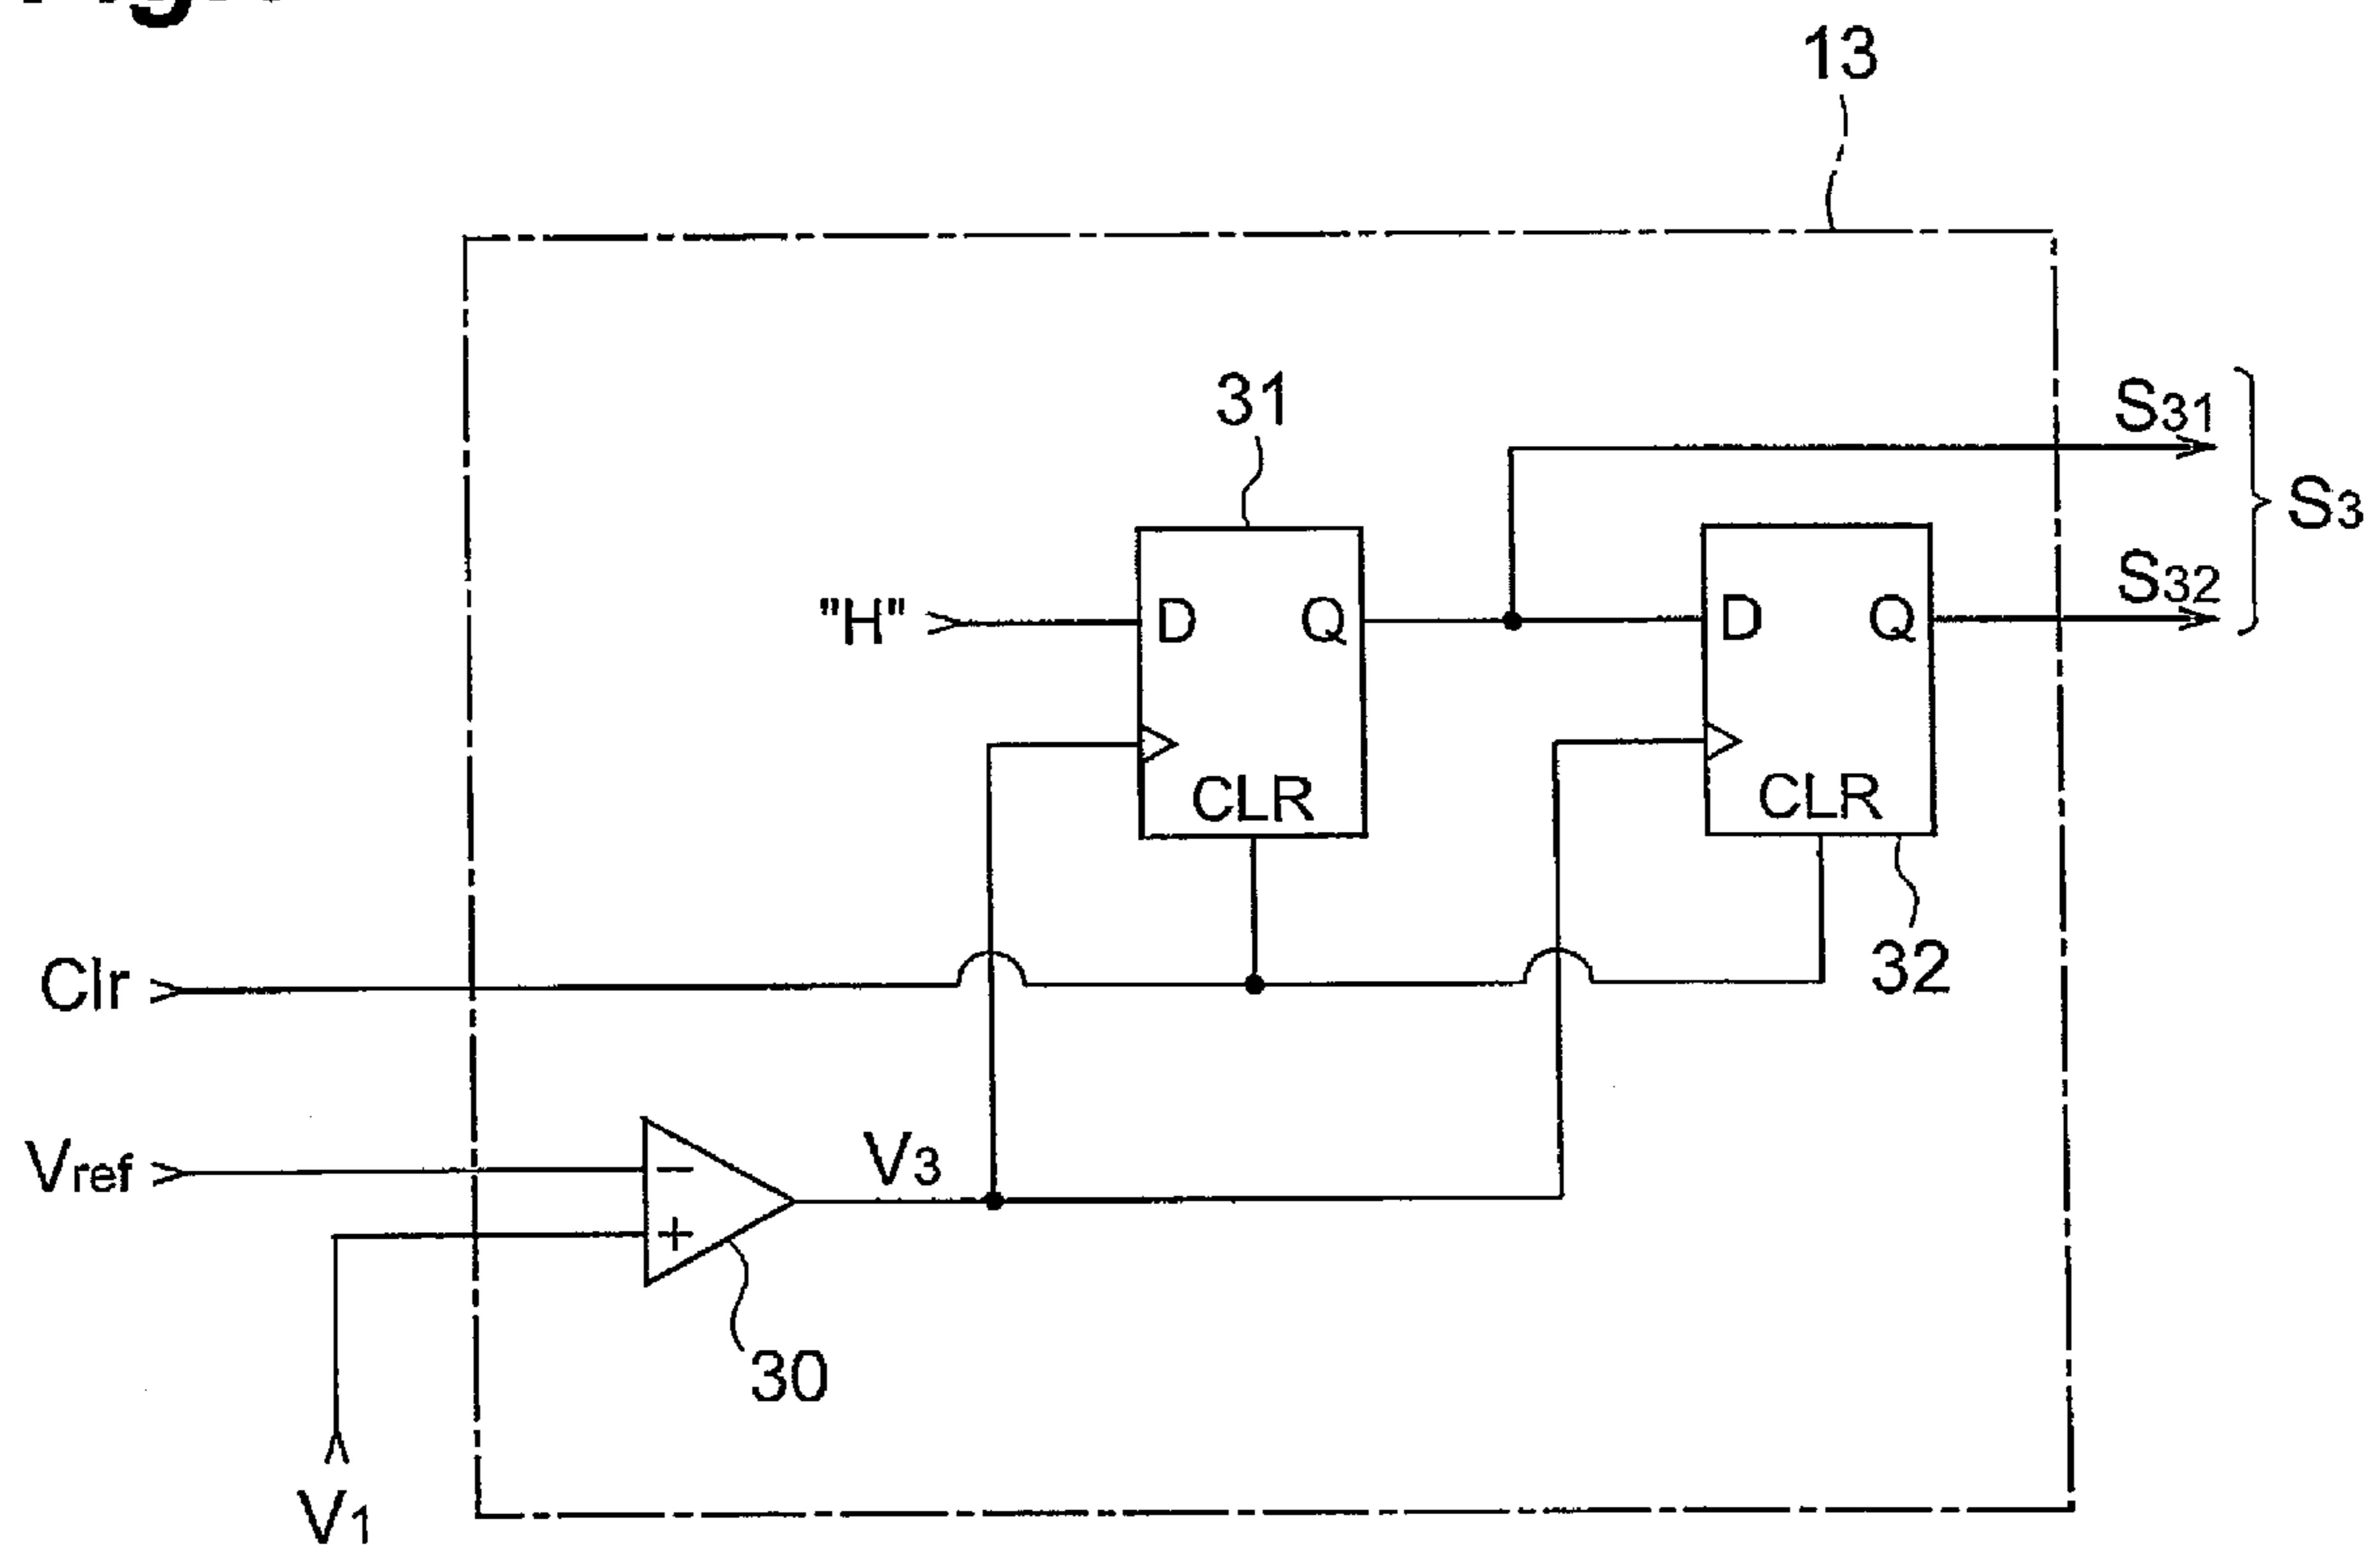 13
31
S31
S3
"H"
D
Q
D
Q
S32
CLR
CLR
Clr
32
Vref
−
V3
+
30
V1